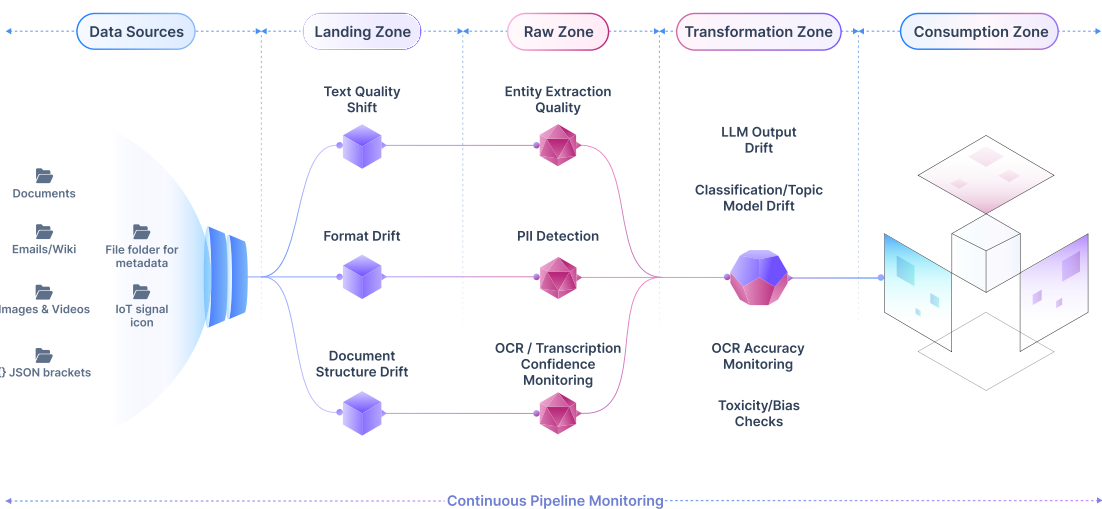 Data Sources
Landing Zone
Raw Zone
Transformation Zone
Consumption Zone
Documents
Emails/Wiki
Images & Videos
{} JSON brackets
File folder for
metadata
IoT signal
icon
Text Quality
Shift
Format Drift
Document
Structure Drift
Entity Extraction
Quality
PII Detection
OCR / Transcription
Confidence
Monitoring
LLM Output
Drift
Classification/Topic
Model Drift
OCR Accuracy
Monitoring
Toxicity/Bias
Checks
Continuous Pipeline Monitoring